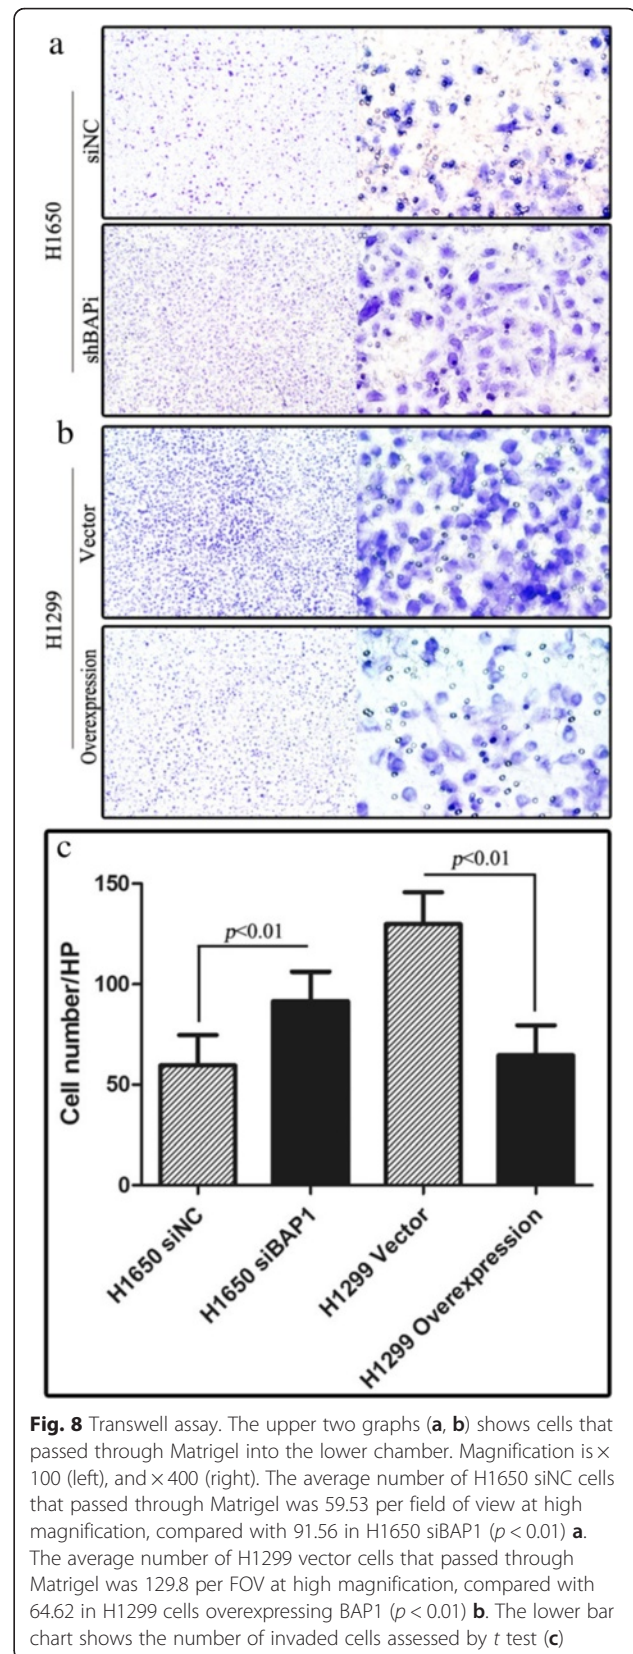 a
H1650
siNC
shBAPi
b
H1299
Vector
Overexpression
c
p<0.01
p<0.01
Cell number/HP
150
100
50
0
H1650 siNC
H1650 siBAP1
H1299 Vector
H1299 Overexpression
Fig. 8 Transwell assay. The upper two graphs (a, b) shows cells that
passed through Matrigel into the lower chamber. Magnification is ×
100 (left), and × 400 (right). The average number of H1650 siNC cells
that passed through Matrigel was 59.53 per field of view at high
magnification, compared with 91.56 in H1650 siBAP1 (p < 0.01) a.
The average number of H1299 vector cells that passed through
Matrigel was 129.8 per FOV at high magnification, compared with
64.62 in H1299 cells overexpressing BAP1 (p < 0.01) b. The lower bar
chart shows the number of invaded cells assessed by t test (c)